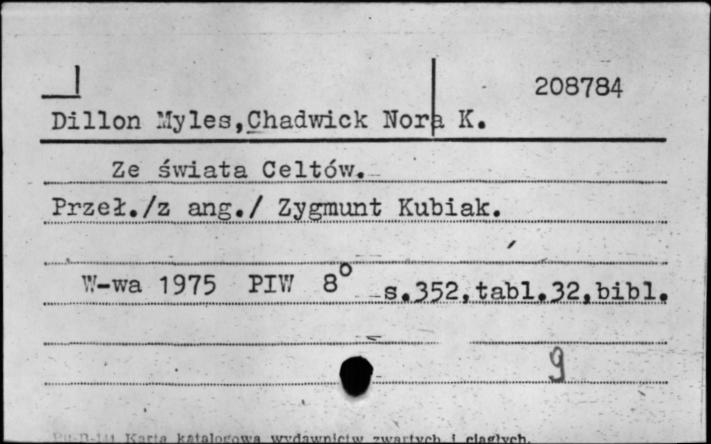 208784
Dillon Myles,Chadwick Nora K.
Ze świata Celtów.
Przeł./z ang./ Zygmunt Kubiak.
W-wa 1975 PIW 8° s.352,tabl.32,bibl.
9
Karta katalogowa wydawnictw zwartych i ciągłych.